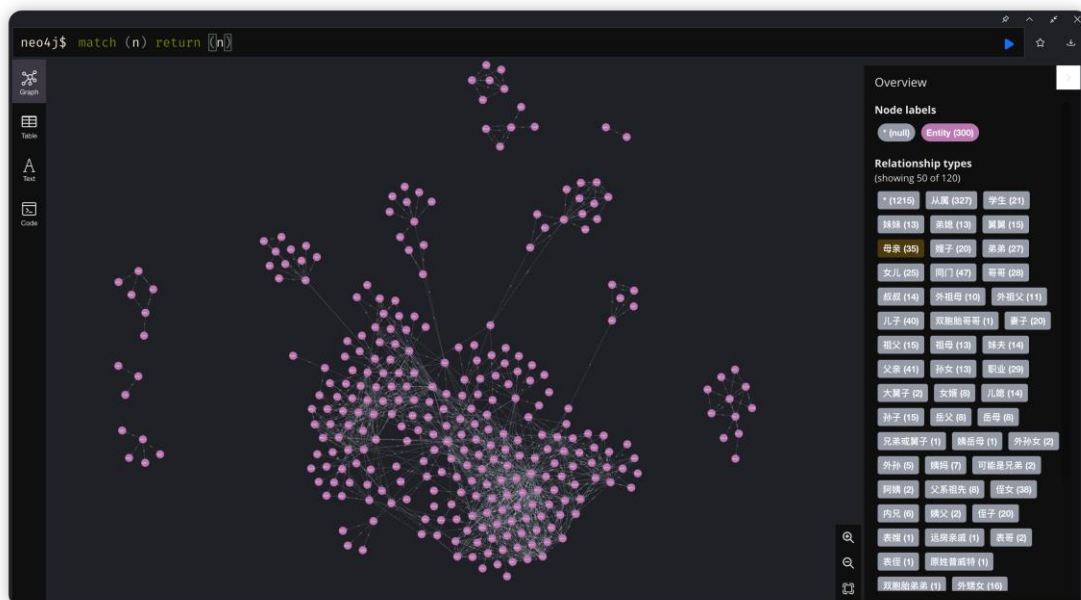 neo4j$ match (n) return (n)
Graph
Table
Text
Code
Overview
Node labels
* (null) Entity (300)
Relationship types
(showing 50 of 120)
* (1215) 从属 (327) 学生 (21)
妹妹 (13) 弟媳 (13) 舅舅 (15)
母亲 (35) 嫂子 (20) 弟弟 (27)
女儿 (25) 同门 (47) 哥哥 (28)
叔叔 (14) 外祖母 (10) 外祖父 (11)
儿子 (40) 双胞胎哥哥 (1) 妻子 (20)
祖父 (15) 祖母 (13) 妹夫 (14)
父亲 (41) 孙女 (13) 职业 (29)
大舅子 (2) 女婿 (8) 儿媳 (14)
孙子 (15) 岳父 (8) 岳母 (8)
兄弟或舅子 (1) 姨岳母 (1) 外孙女 (2)
外孙 (5) 姨妈 (7) 可能是兄弟 (2)
阿姨 (2) 父系祖先 (8) 侄女 (38)
内兄 (6) 姨父 (2) 侄子 (20)
表嫂 (1) 远房亲戚 (1) 表哥 (2)
表侄 (1) 原姓普威特 (1)
双胞胎弟弟 (1) 外甥女 (16)